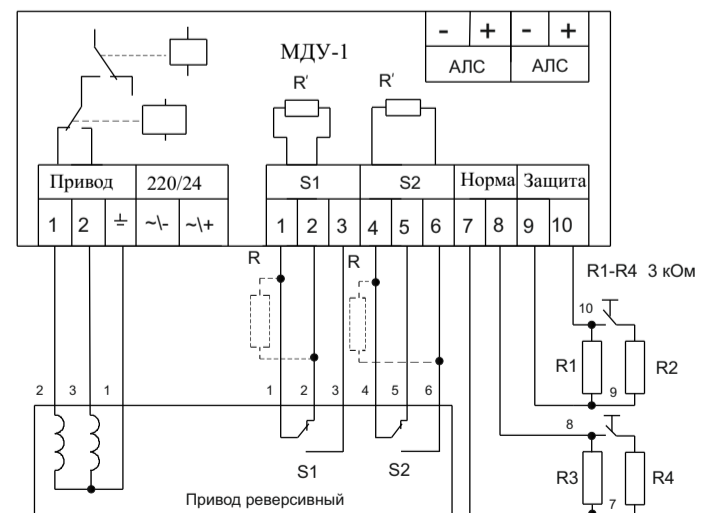 - + - +
МДУ-1
АЛС АЛС
R' R'
Привод 220/24 S1 S2 Норма Защита
1 2 ⏚ ~\- ~\+ 1 2 3 4 5 6 7 8 9 10
R R
R1-R4 3 кОм
10
R1 R2
2 3 1 1 2 3 4 5 6 9
8
S1 S2 R3 R4
Привод реверсивный 7